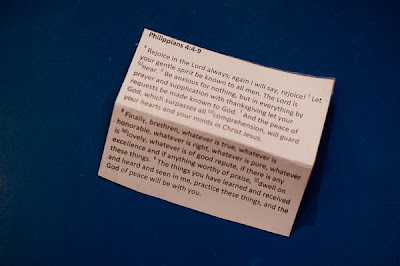 Philippians 4:4-9
4 Rejoice in the Lord always; again I will say, rejoice! 5 Let
your gentle spirit be known to all men. The Lord is
[a]near. 6 Be anxious for nothing, but in everything by
prayer and supplication with thanksgiving let your
requests be made known to God. 7 And the peace of
God, which surpasses all comprehension, will guard
your hearts and your minds in Christ Jesus.
8 Finally, brethren, whatever is true, whatever is
honorable, whatever is right, whatever is pure, whatever
is lovely, whatever is of good repute, if there is any
excellence and if anything worthy of praise, dwell on
these things. 9 The things you have learned and received
and heard and seen in me, practice these things, and the
God of peace will be with you.